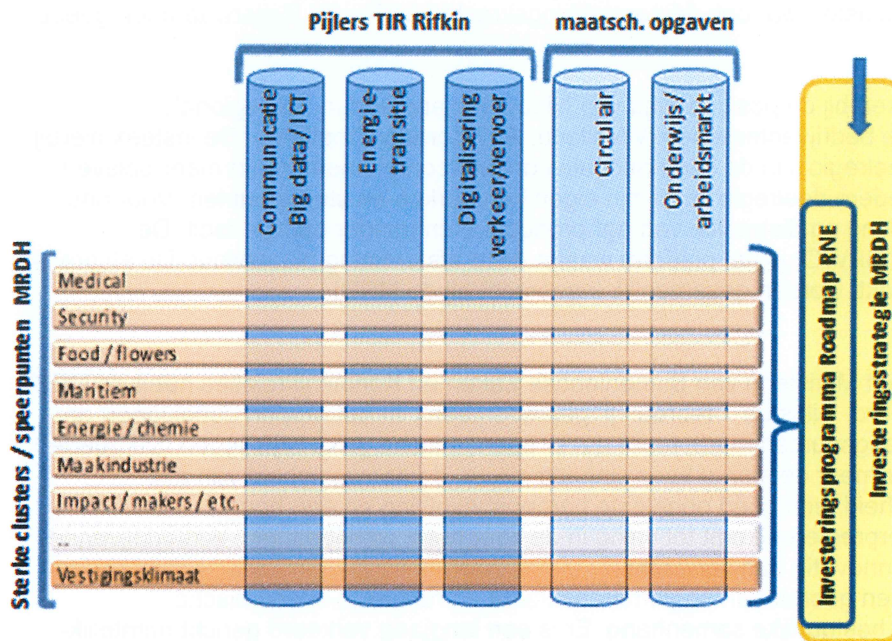 Pijlers TIR Rifkin
maatsch. opgaven
Communicatie
Big data/ ICT
Energie-
transitie
Digitalisering
verkeer/vervoer
Circulair
Onderwijs/
arbeidsmarkt
Sterke clusters / speerpunten MRDH
Medical
Security
Food / flowers
Maritiem
Energie / chemie
Maakindustrie
Impact / makers / etc.
..
Vestigingsklimaat
Investeringsprogramma Roadmap RNE
Investeringsstrategie MRDH